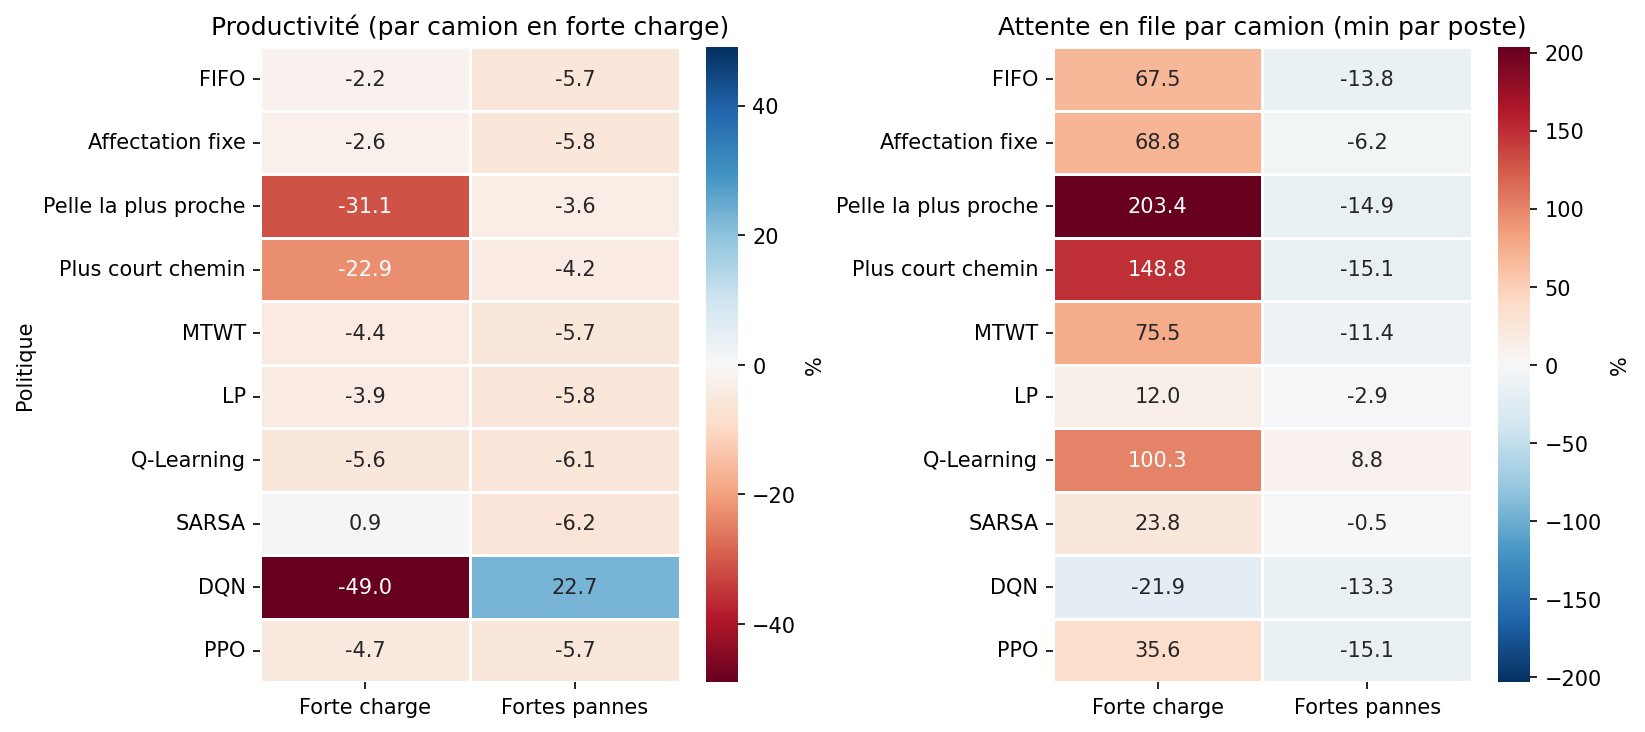 Productivité (par camion en forte charge)
Politique
FIFO -2.2 -5.7
Affectation fixe -2.6 -5.8
Pelle la plus proche -31.1 -3.6
Plus court chemin -22.9 -4.2
MTWT -4.4 -5.7
LP -3.9 -5.8
Q-Learning -5.6 -6.1
SARSA 0.9 -6.2
DQN -49.0 22.7
PPO -4.7 -5.7
Forte charge Fortes pannes
40
20
0
−20
−40
%
Attente en file par camion (min par poste)
FIFO 67.5 -13.8
Affectation fixe 68.8 -6.2
Pelle la plus proche 203.4 -14.9
Plus court chemin 148.8 -15.1
MTWT 75.5 -11.4
LP 12.0 -2.9
Q-Learning 100.3 8.8
SARSA 23.8 -0.5
DQN -21.9 -13.3
PPO 35.6 -15.1
Forte charge Fortes pannes
200
150
100
50
0
−50
−100
−150
−200
%